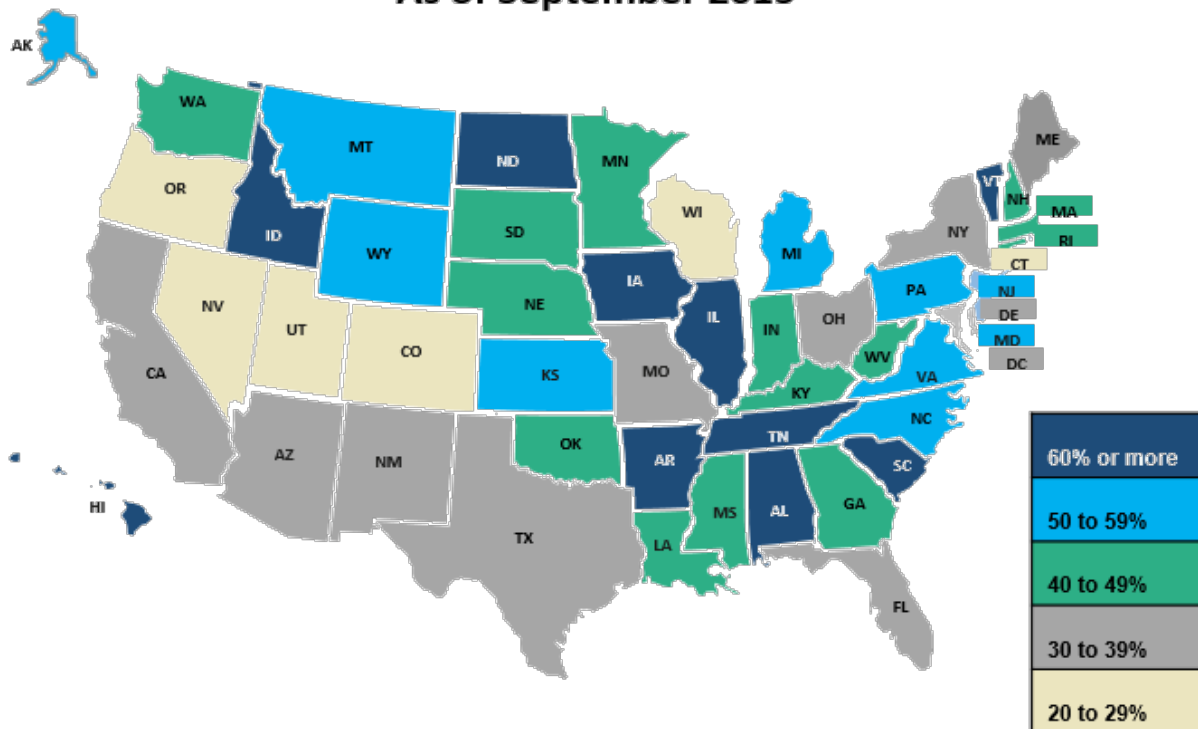 As of September 2015
AK
WA
MT
ND
MN
ME
VT
NH
OR
MA
WI
SD
NY
RI
ID
WY
MI
CT
IA
NV
NE
PA
NJ
UT
IL
OH
DE
IN
CO
MD
WV
CA
KS
MO
DC
VA
KY
NC
TN
OK
AZ
NM
AR
SC
HI
MS
AL
GA
TX
LA
FL
60% or more
50 to 59%
40 to 49%
30 to 39%
20 to 29%